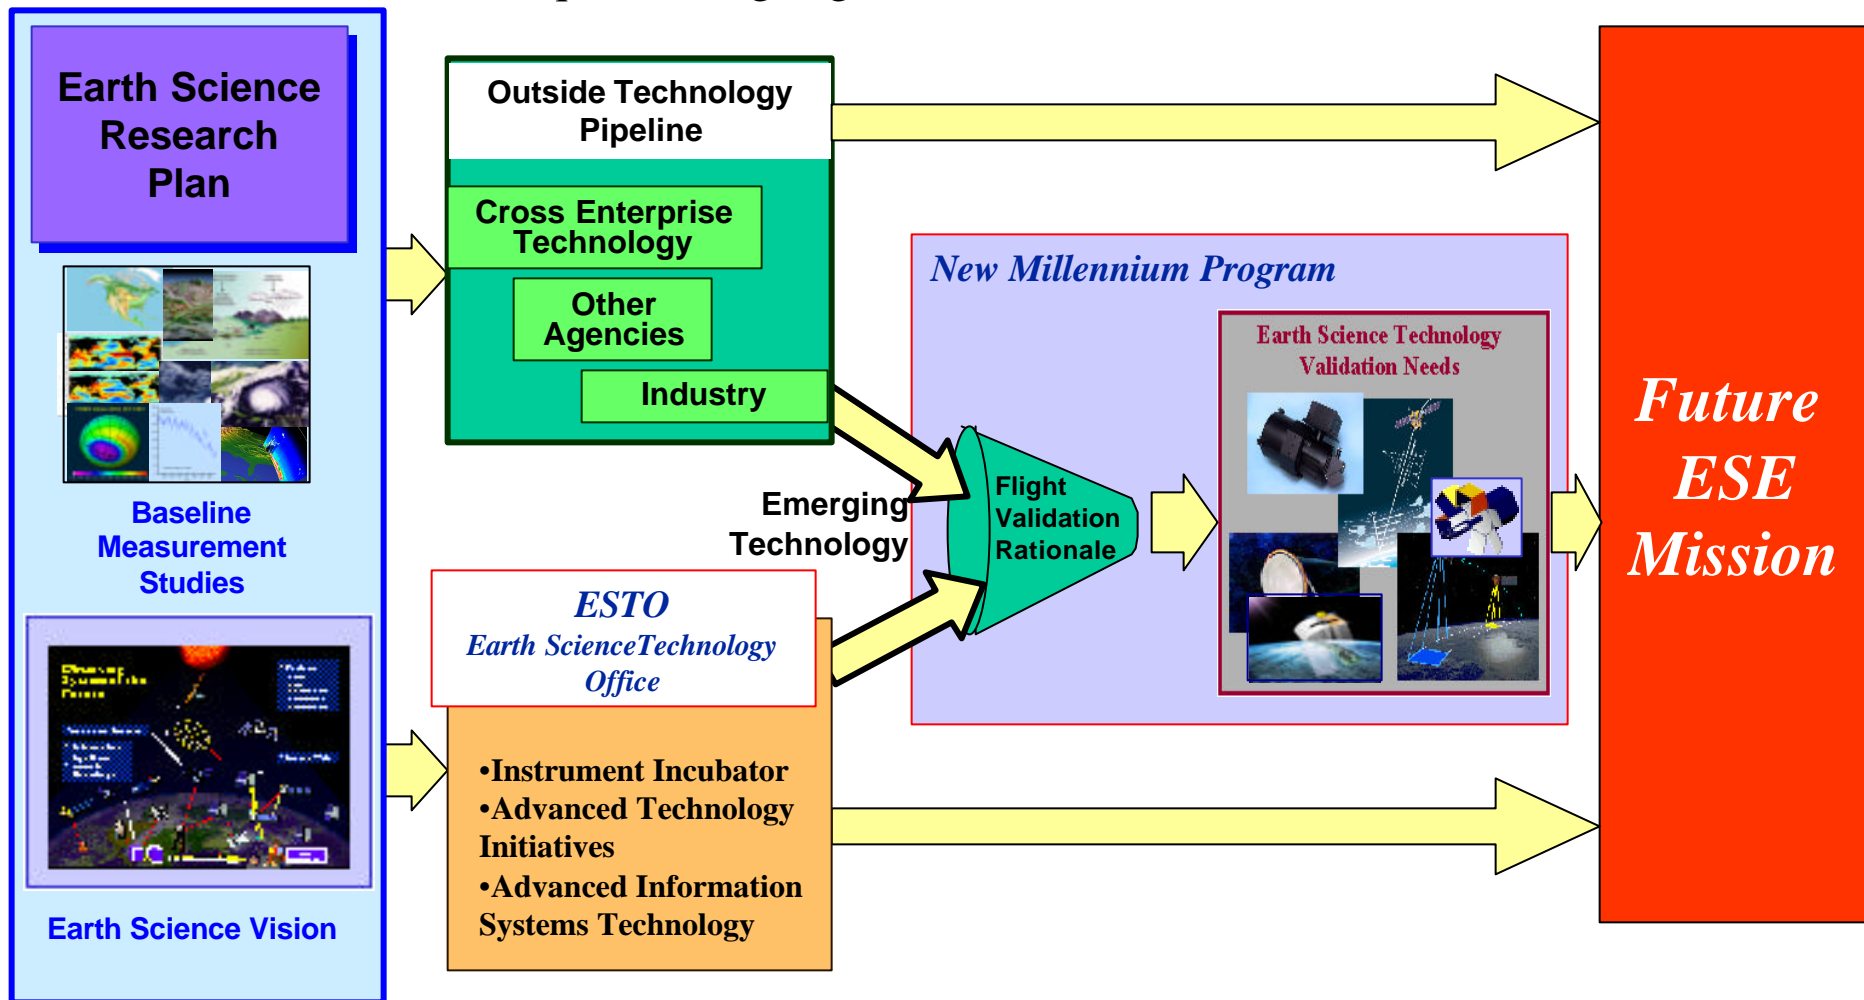 Earth Science
Research
Plan
Baseline
Measurement
Studies
Earth Science Vision
Outside Technology
Pipeline
Cross Enterprise
Technology
Other
Agencies
Industry
Emerging
Technology
ESTO
Earth ScienceTechnology
Office
•Instrument Incubator
•Advanced Technology
Initiatives
•Advanced Information
Systems Technology
New Millennium Program
Flight
Validation
Rationale
Earth Science Technology
Validation Needs
Future
ESE
Mission